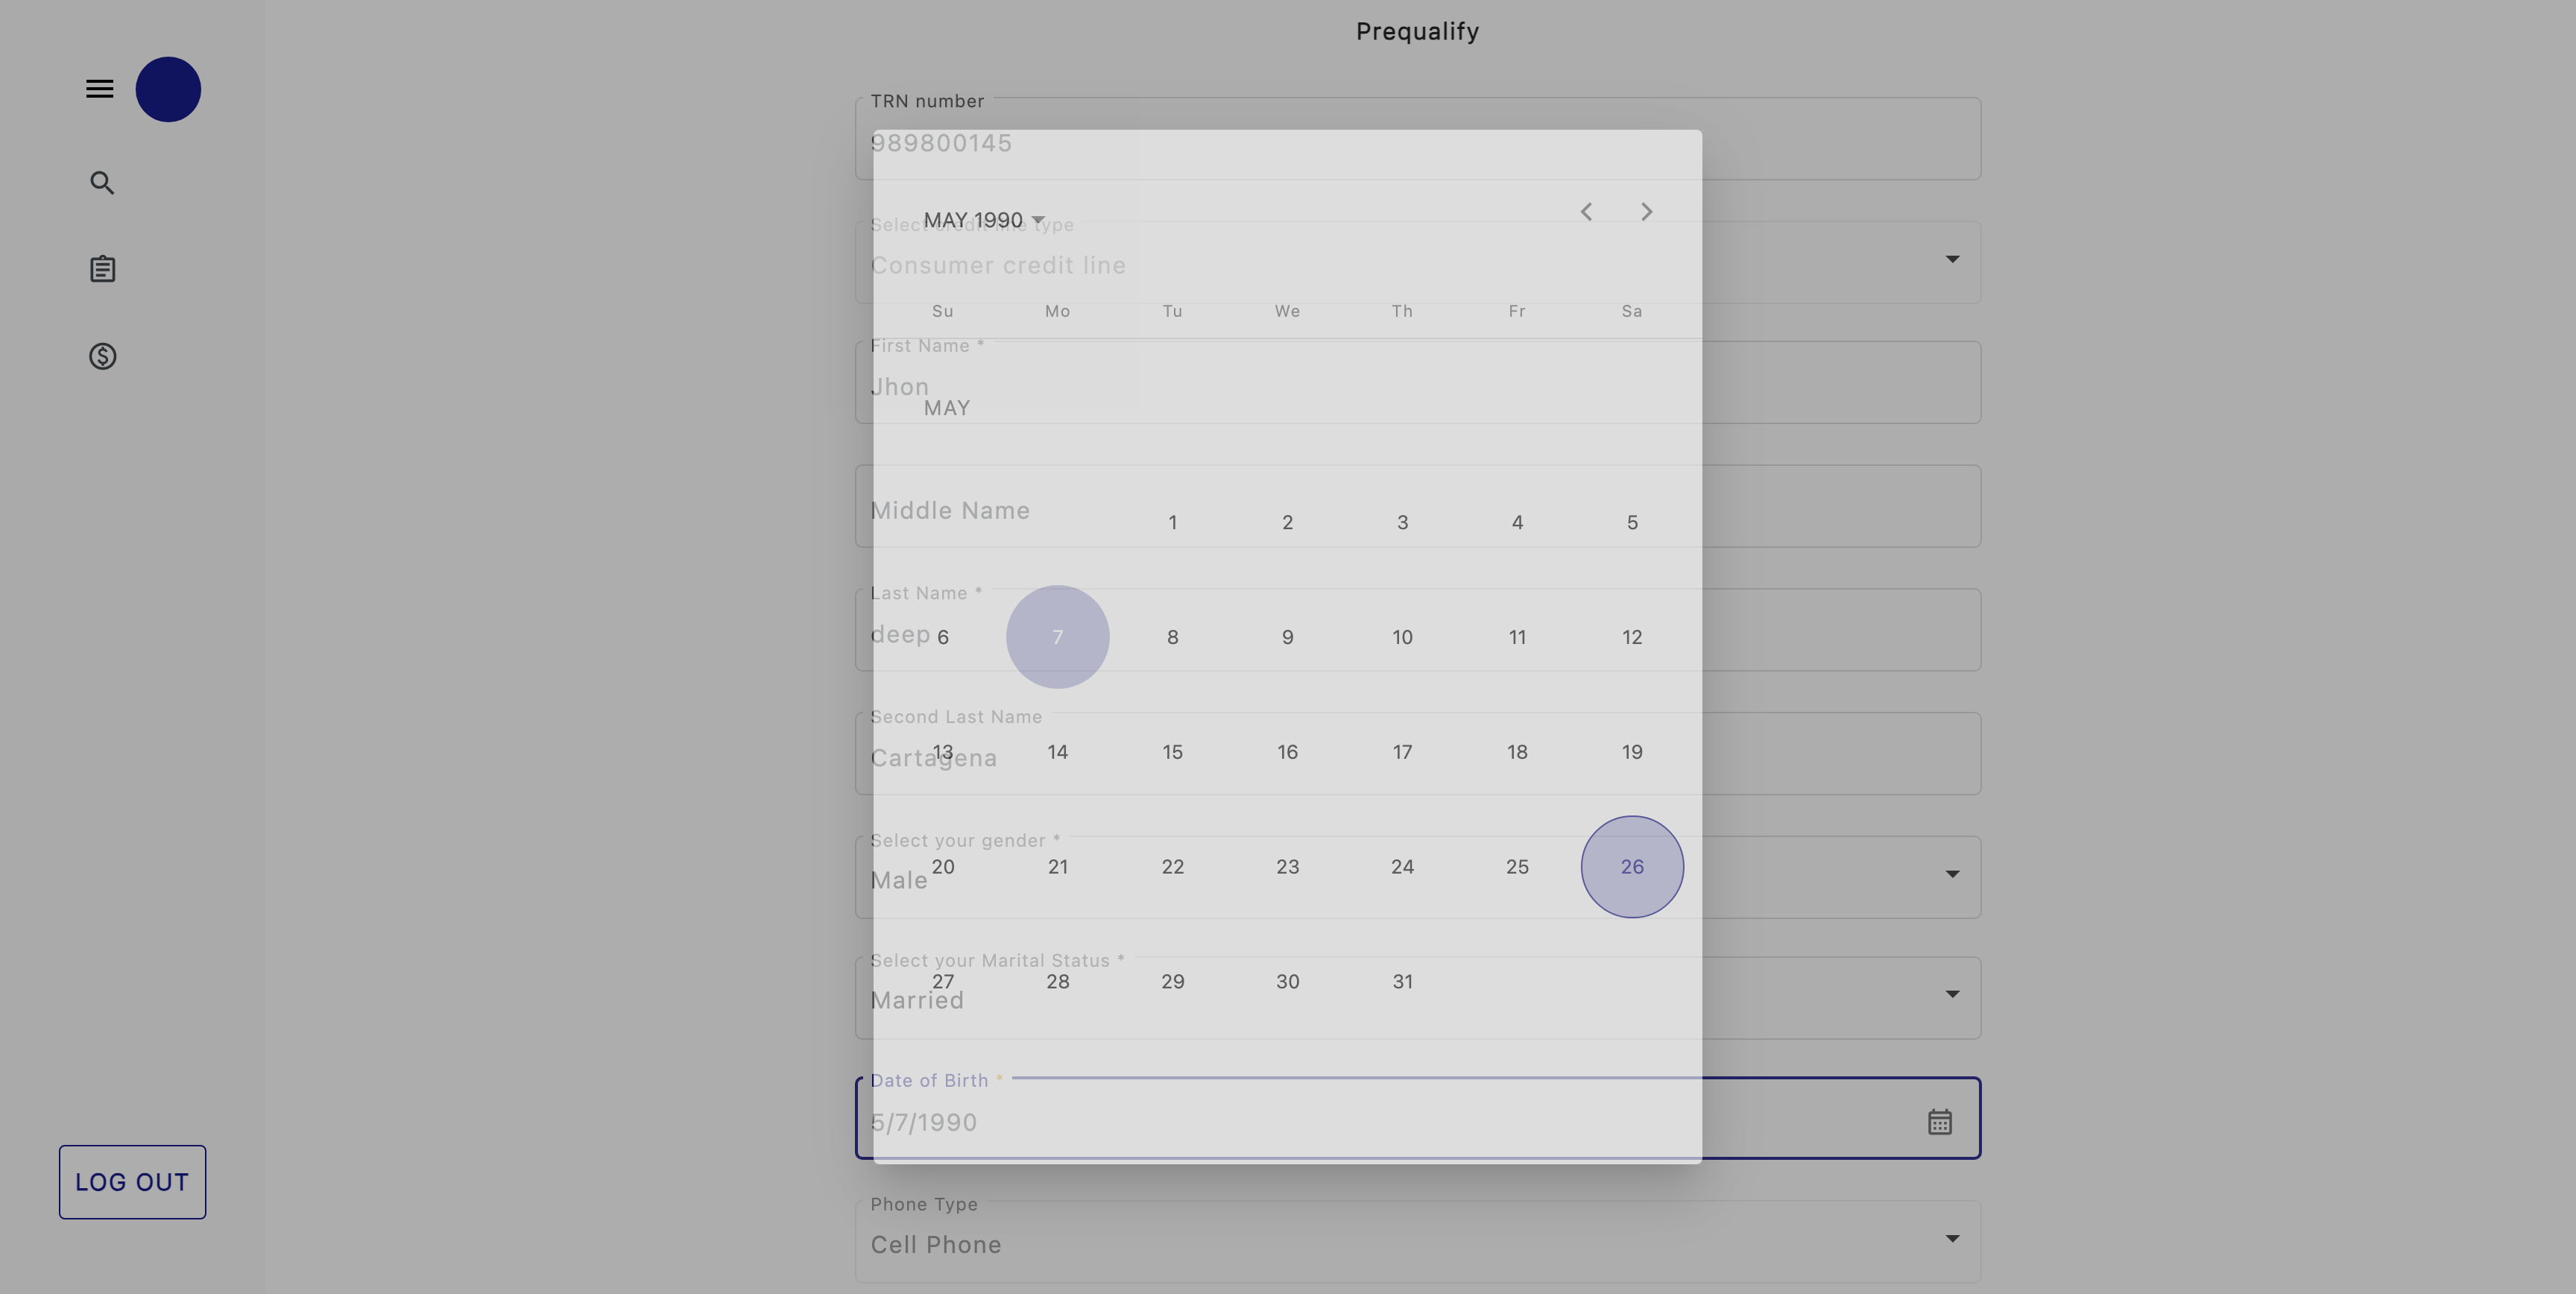 Prequalify
TRN number
989800145
MAY 1990
Select credit line type
Consumer credit line
Su Mo Tu We Th Fr Sa
First Name *
Jhon
MAY
Middle Name
1 2 3 4 5
Last Name *
deep
6 7 8 9 10 11 12
Second Last Name
Cartagena
13 14 15 16 17 18 19
Select your gender *
Male
20 21 22 23 24 25 26
Select your Marital Status *
Married
27 28 29 30 31
Date of Birth *
5/7/1990
LOG OUT
Phone Type
Cell Phone